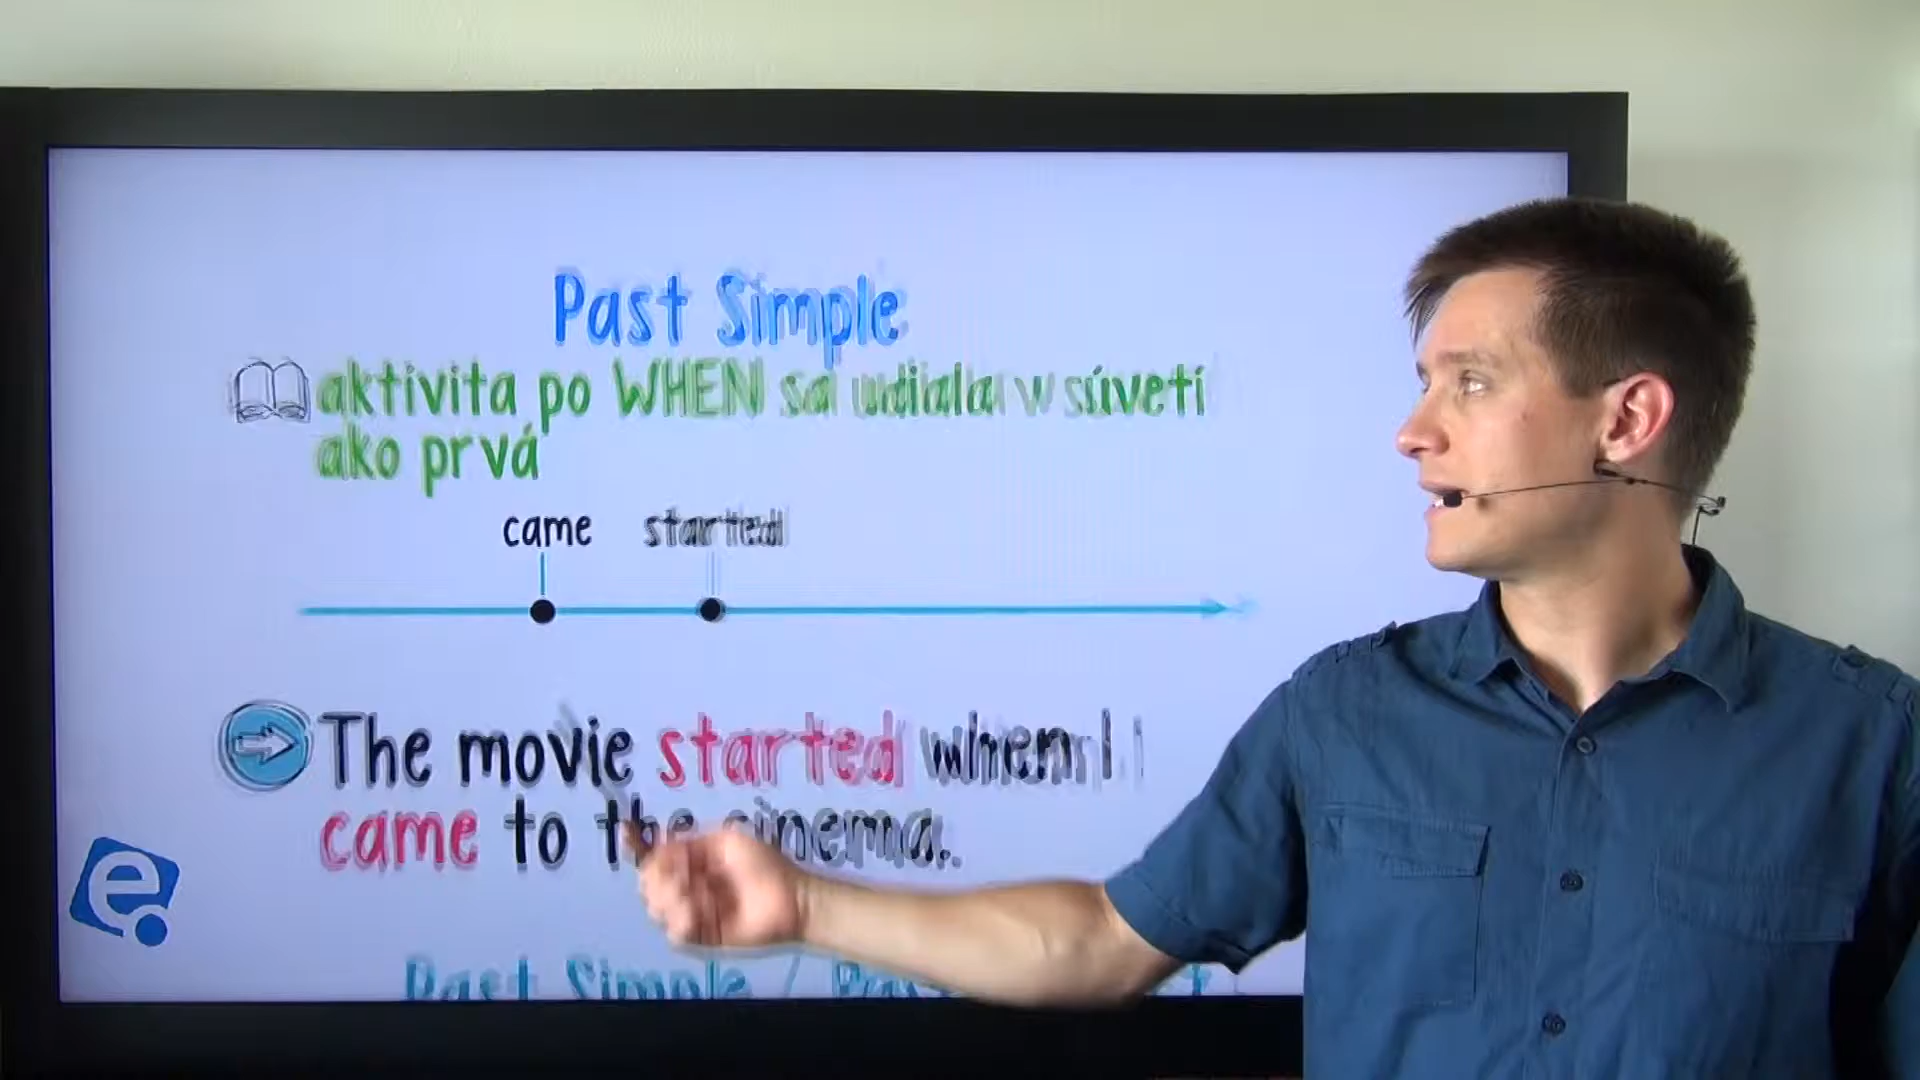 Past Simple
aktivita po WHEN sa udiala v súvetí
ako prvá
came started
The movie started when I
came to the cinema.
Past Simple /
e